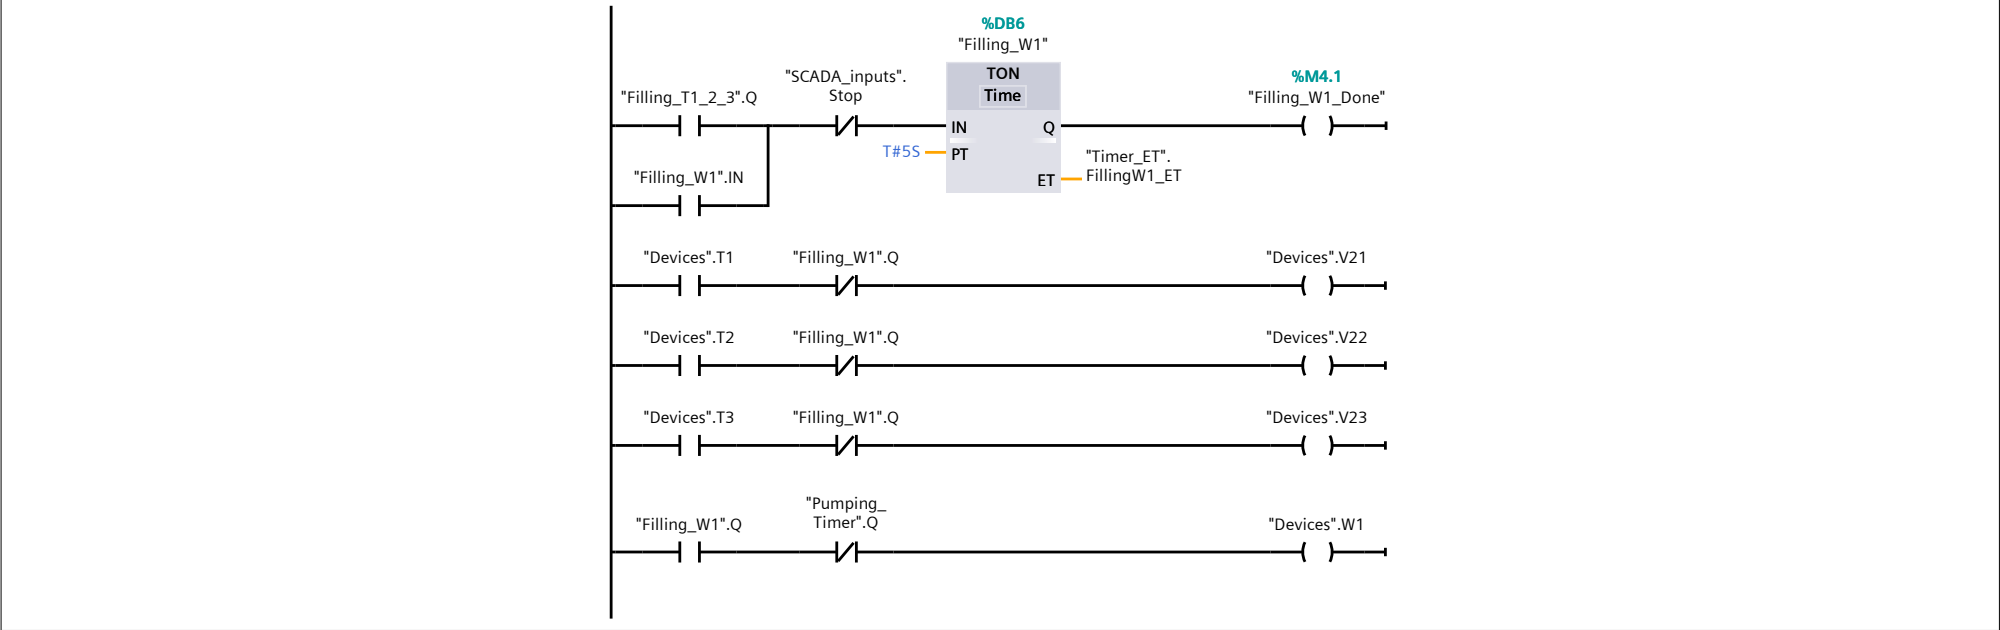 %DB6
"Filling_W1"
TON
Time
"SCADA_inputs".
Stop
%M4.1
"Filling_T1_2_3".Q
"Filling_W1_Done"
IN
Q
T#5S
PT
"Timer_ET".
FillingW1_ET
ET
"Filling_W1".IN
"Devices".T1
"Filling_W1".Q
"Devices".V21
"Devices".T2
"Filling_W1".Q
"Devices".V22
"Devices".T3
"Filling_W1".Q
"Devices".V23
"Pumping_
Timer".Q
"Filling_W1".Q
"Devices".W1